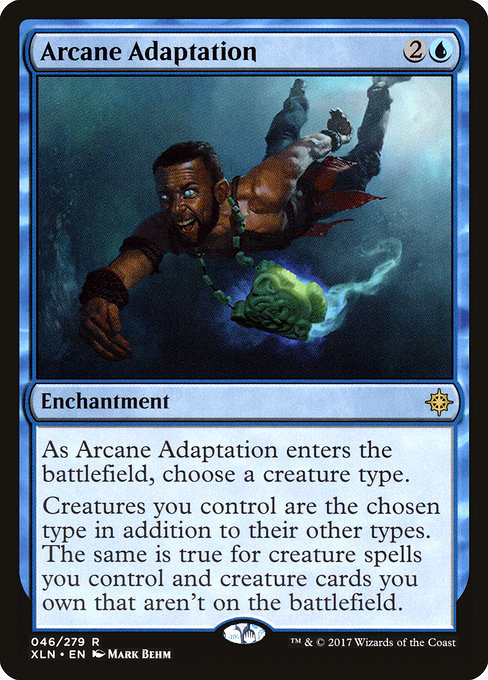 Arcane Adaptation 2
Enchantment
As Arcane Adaptation enters the
battlefield, choose a creature type.
Creatures you control are the chosen
type in addition to their other types.
The same is true for creature spells
you control and creature cards you
own that aren't on the battlefield.
046/279 R
XLN • EN Mark Behm
™ & © 2017 Wizards of the Coast